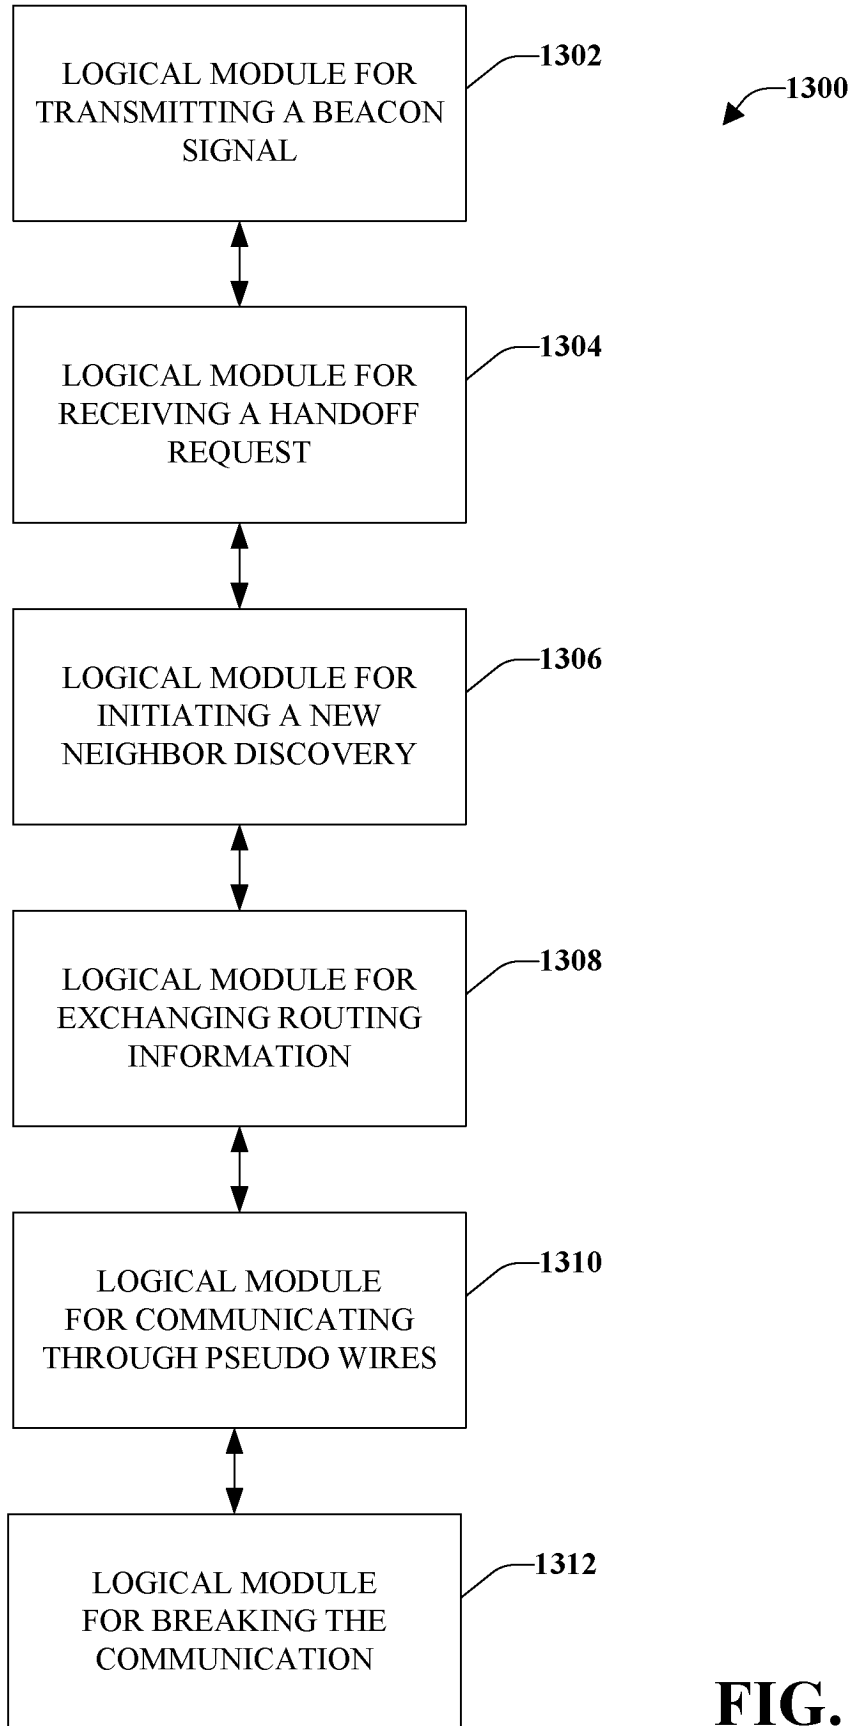 LOGICAL MODULE FOR
TRANSMITTING A BEACON
SIGNAL
1302
1300
LOGICAL MODULE FOR
RECEIVING A HANDOFF
REQUEST
1304
LOGICAL MODULE FOR
INITIATING A NEW
NEIGHBOR DISCOVERY
1306
LOGICAL MODULE FOR
EXCHANGING ROUTING
INFORMATION
1308
LOGICAL MODULE
FOR COMMUNICATING
THROUGH PSEUDO WIRES
1310
LOGICAL MODULE
FOR BREAKING THE
COMMUNICATION
1312
FIG.